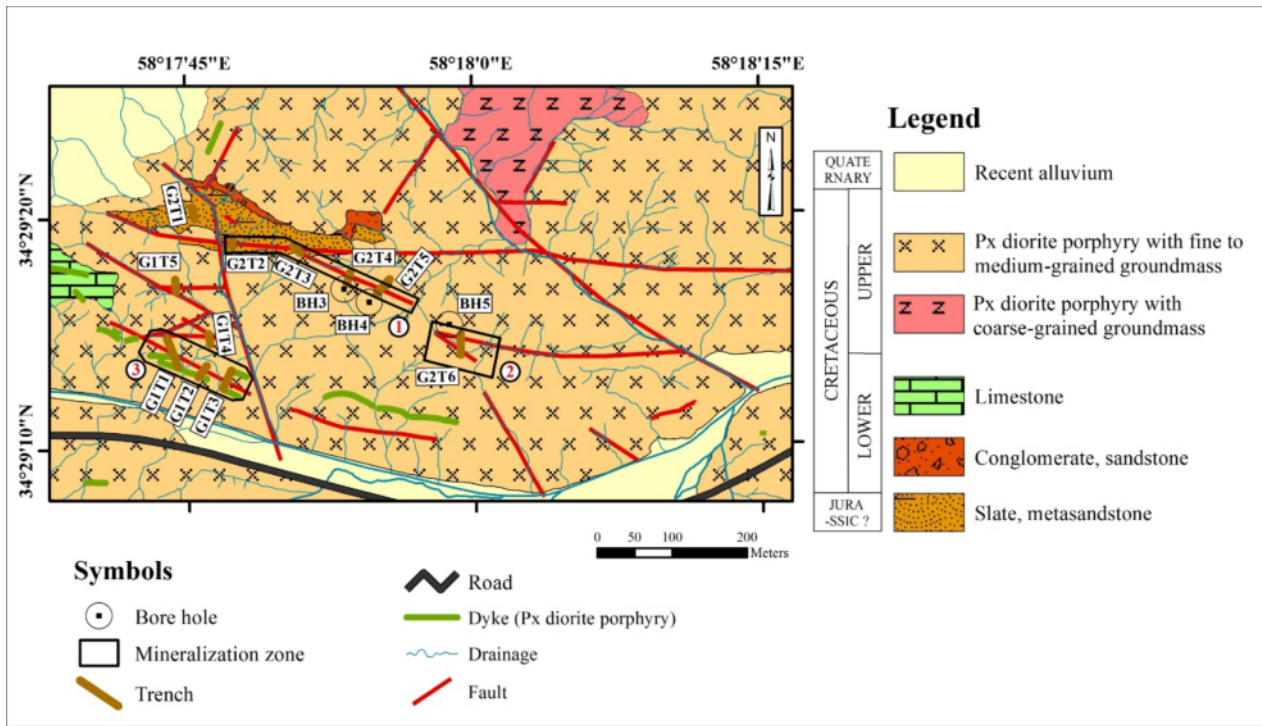 58°17'45"E 58°18'0"E 58°18'15"E
34°29'20"N
34°29'10"N
N
G2T1
G1T5
G2T2
G2T3
G2T4
G2T5
BH3
BH4
BH5
1
G1T4
2
3
G2T6
G1T1
G1T2
G1T3
0 50 100 200
Meters
Legend
QUATE
RNARY
CRETACEOUS
UPPER
LOWER
JURA
-SSIC ?
Recent alluvium
Px diorite porphyry with fine to
medium-grained groundmass
Px diorite porphyry with
coarse-grained groundmass
Limestone
Conglomerate, sandstone
Slate, metasandstone
Symbols
Bore hole
Mineralization zone
Trench
Road
Dyke (Px diorite porphyry)
Drainage
Fault